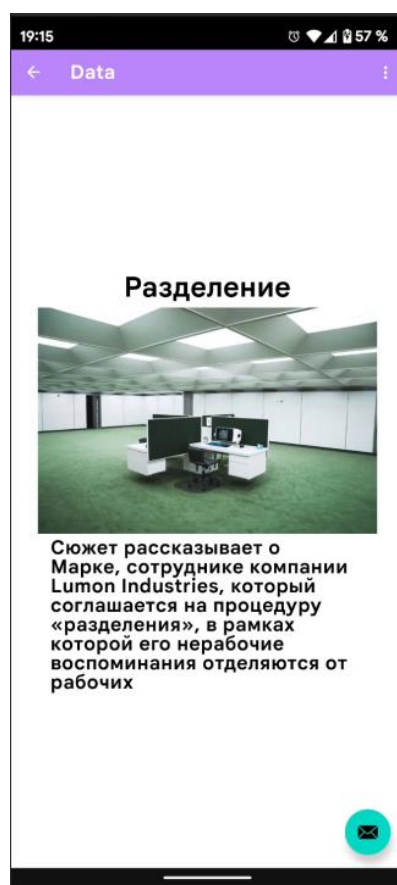 19:15
57 %
Data
Разделение
Сюжет рассказывает о
Марке, сотруднике компании
Lumon Industries, который
соглашается на процедуру
«разделения», в рамках
которой его нерабочие
воспоминания отделяются от
рабочих